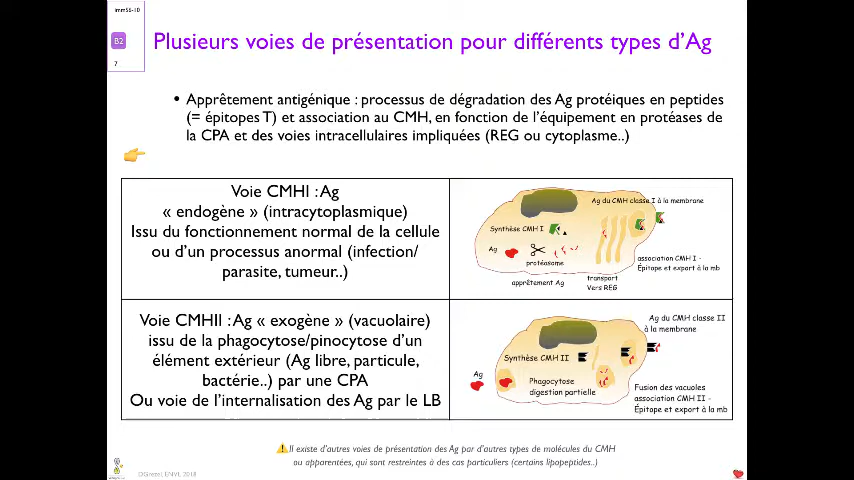 immS6-10
B2
7
Plusieurs voies de présentation pour différents types d'Ag
• Apprêtement antigénique : processus de dégradation des Ag protéiques en peptides
(= épitopes T) et association au CMH, en fonction de l'équipement en protéases de
la CPA et des voies intracellulaires impliquées (REG ou cytoplasme..)
Voie CMHI : Ag
« endogène » (intracytoplasmique)
Issu du fonctionnement normal de la cellule
ou d'un processus anormal (infection/
parasite, tumeur..)
Ag du CMH classe I à la membrane
Synthèse CMH I
Ag
protéasome
association CMH I -
Épitope et export à la mb
apprêtement Ag
transport
Vers REG
Voie CMHII : Ag « exogène » (vacuolaire)
issu de la phagocytose/pinocytose d'un
élément extérieur (Ag libre, particule,
bactérie..) par une CPA
Ou voie de l'internalisation des Ag par le LB
Ag du CMH classe II
à la membrane
Synthèse CMH II
Ag
Phagocytose
digestion partielle
Fusion des vacuoles
association CMH II -
Épitope et export à la mb
Il existe d'autres voies de présentation des Ag par d'autres types de molécules du CMH
ou apparentées, qui sont restreintes à des cas particuliers (certains lipopeptides..)
©Grezel, ENVL 2018